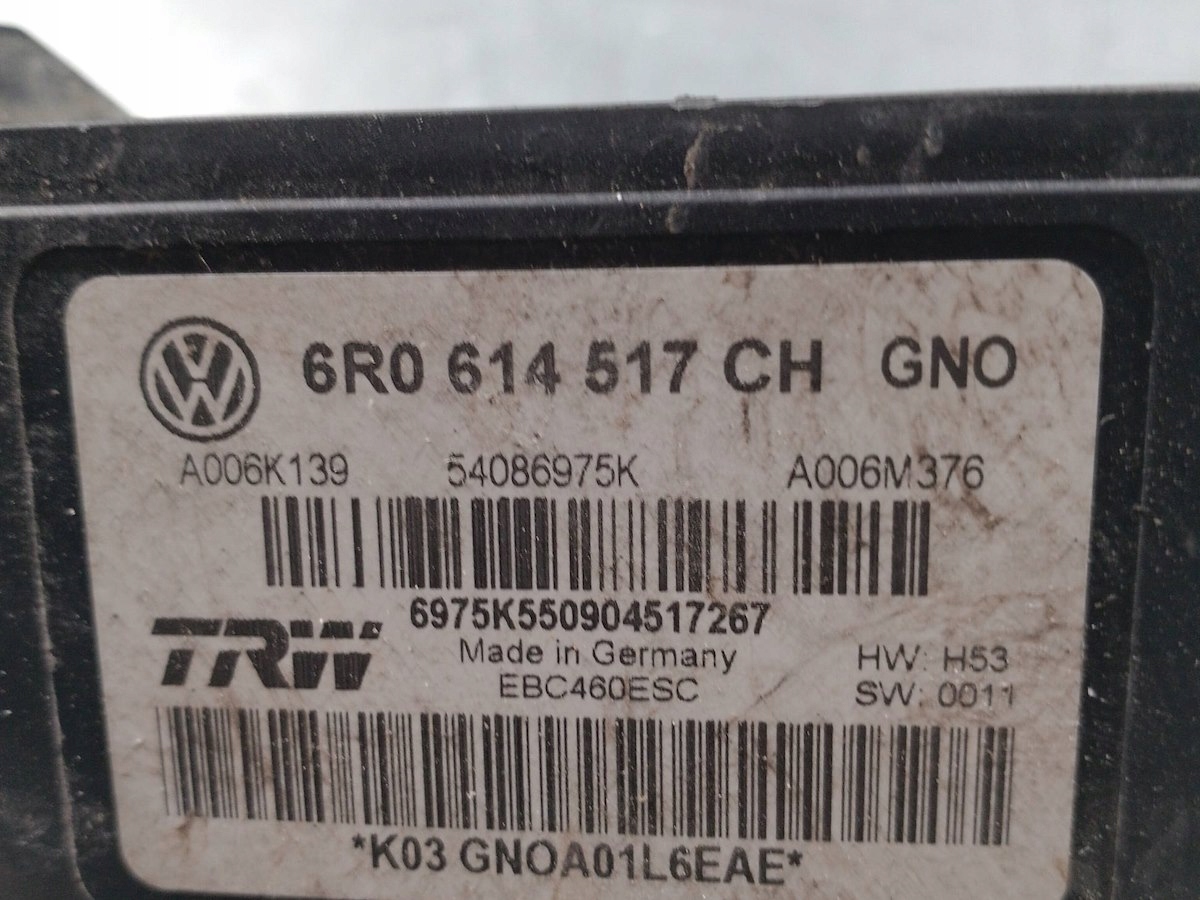 6R0 614 517 CH GNO
A006K139 54086975K A006M376
6975K550904517267
TRW
Made in Germany
HW: H53
EBC460ESC
SW: 0011
*K03 GNOA01L6EAE*